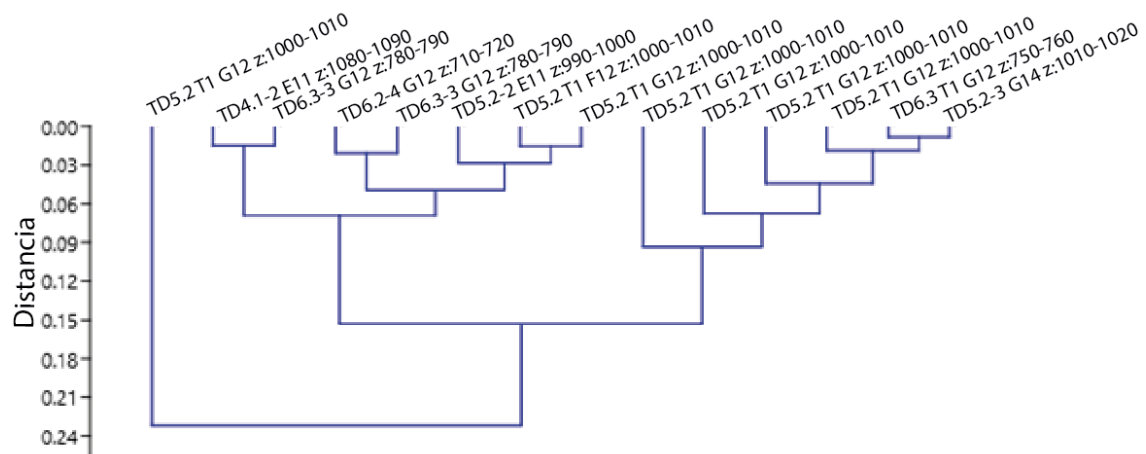 TD5.2 T1 G12 z:1000-1010
TD4.1-2 E11 z:1080-1090
TD6.3-3 G12 z:780-790
TD6.2-4 G12 z:710-720
TD6.3-3 G12 z:780-790
TD5.2-2 E11 z:990-1000
TD5.2 T1 F12 z:1000-1010
TD5.2 T1 G12 z:1000-1010
TD5.2 T1 G12 z:1000-1010
TD5.2 T1 G12 z:1000-1010
TD5.2 T1 G12 z:1000-1010
TD5.2 T1 G12 z:1000-1010
TD6.3 T1 G12 z:750-760
TD5.2-3 G14 z:1010-1020
Distancia
0.00
0.03
0.06
0.09
0.12
0.15
0.18
0.21
0.24